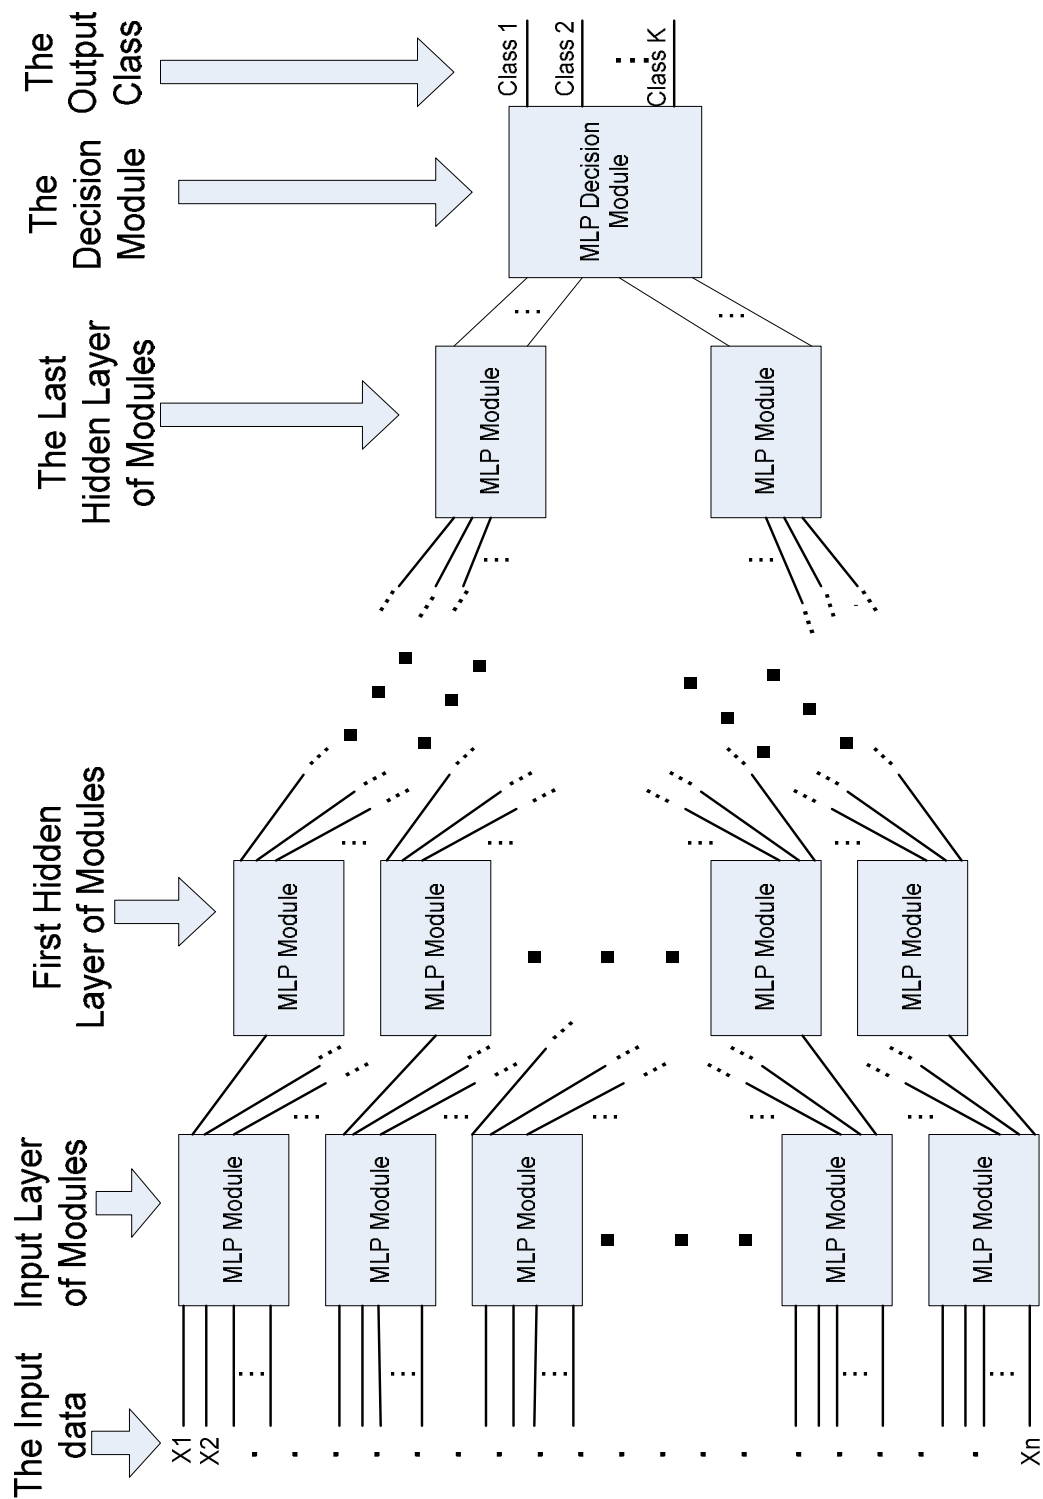 The
Output
Class
The
Decision
Module
The Last
Hidden Layer
of Modules
First Hidden
Layer of Modules
Input Layer
of Modules
The Input
data
Class 1
Class 2
Class K
MLP Decision
Module
MLP Module
MLP Module
MLP Module
MLP Module
MLP Module
MLP Module
MLP Module
MLP Module
MLP Module
MLP Module
MLP Module
X1
X2
Xn